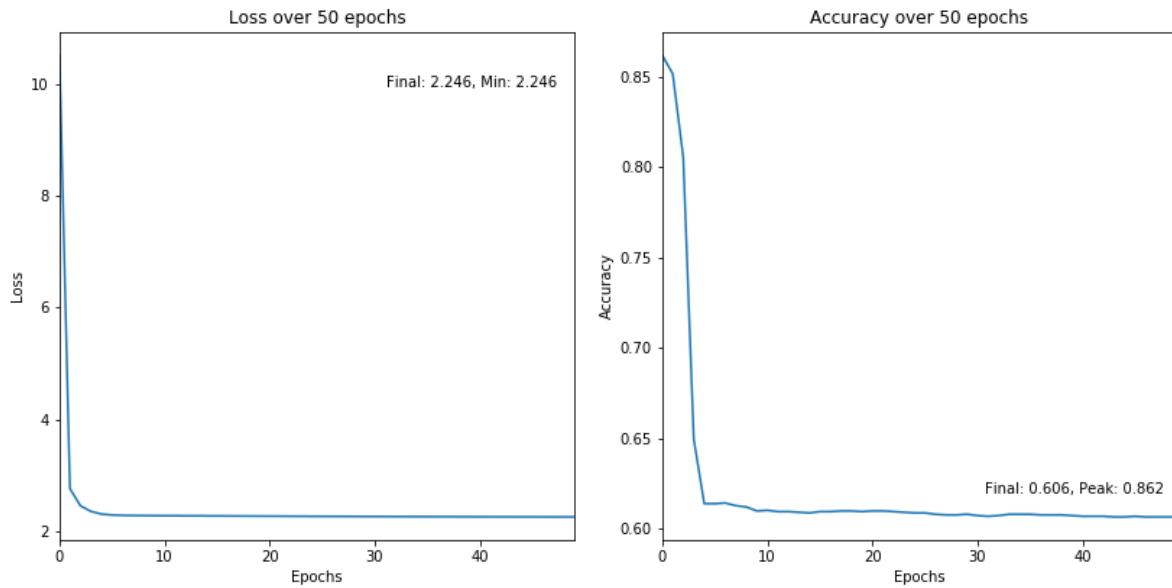 Loss over 50 epochs
Final: 2.246, Min: 2.246
10
8
6
4
2
Loss
0
10
20
30
40
Epochs
Accuracy over 50 epochs
0.85
0.80
0.75
0.70
0.65
0.60
Accuracy
Final: 0.606, Peak: 0.862
0
10
20
30
40
Epochs